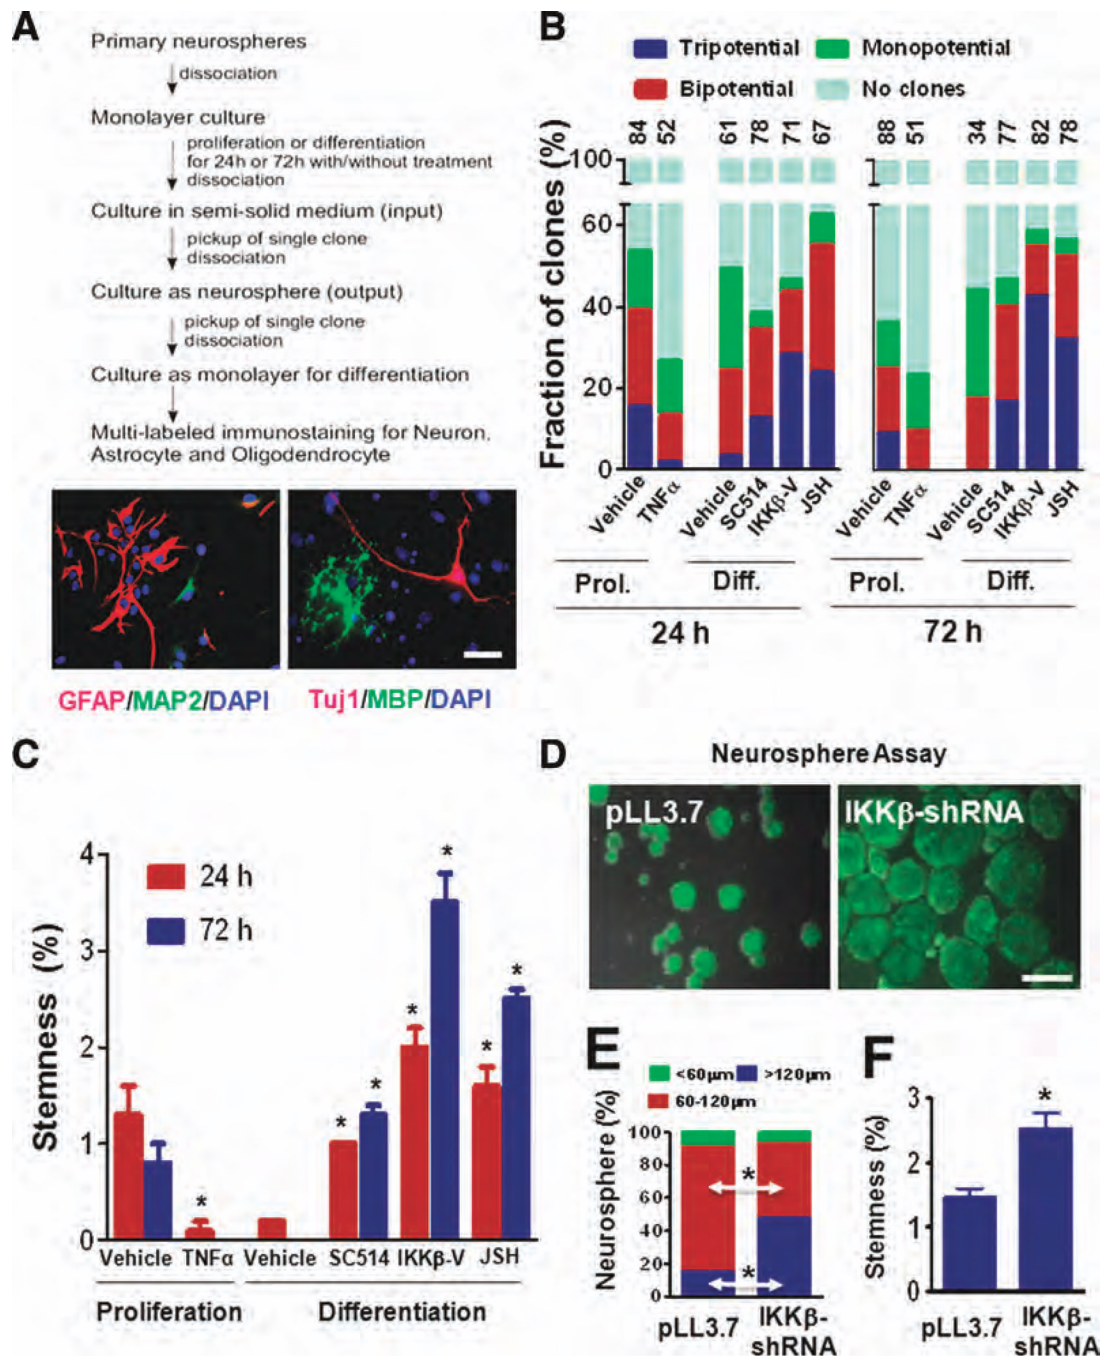 A
Primary neurospheres
dissociation
Monolayer culture
proliferation or differentiation
for 24h or 72h with/without treatment
dissociation
Culture in semi-solid medium (input)
pickup of single clone
dissociation
Culture as neurosphere (output)
pickup of single clone
dissociation
Culture as monolayer for differentiation
Multi-labeled immunostaining for Neuron,
Astrocyte and Oligodendrocyte
GFAP/MAP2/DAPI
Tuj1/MBP/DAPI
B
Tripotential Monopotential
Bipotential No clones
84 52 61 78 71 67 88 51 34 77 82 78
Fraction of clones (%)
100
60
40
20
0
Vehicle TNFα Vehicle SC514 IKKβ-V JSH Vehicle TNFα Vehicle SC514 IKKβ-V JSH
Prol. Diff. Prol. Diff.
24 h 72 h
C
Stemness (%)
4
3
2
1
0
24 h
72 h
* * * * * * *
Vehicle TNFα Vehicle SC514 IKKβ-V JSH
Proliferation Differentiation
D
Neurosphere Assay
pLL3.7 IKKβ-shRNA
E
<60μm >120μm
60-120μm
Neurosphere (%)
100
80
60
40
20
0
*
*
pLL3.7 IKKβ-
shRNA
F
Stemness (%)
3
2
1
0
*
pLL3.7 IKKβ-
shRNA